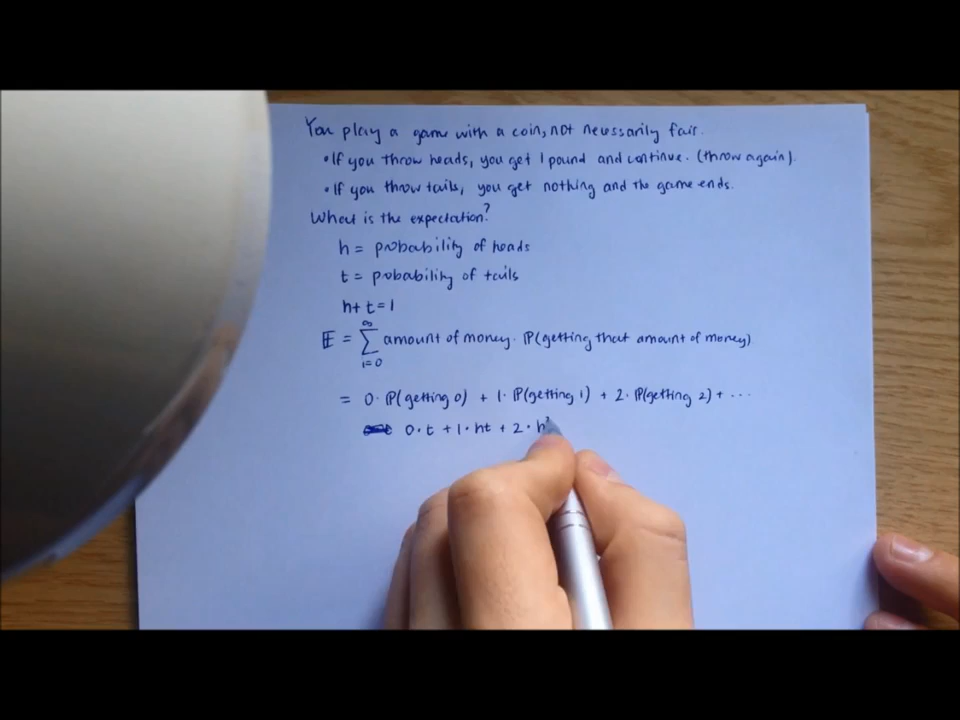 You play a game with a coin, not necessarily fair.
• If you throw heads, you get 1 pound and continue. (throw again).
• If you throw tails, you get nothing and the game ends.
What is the expectation?
h = probability of heads
t = probability of tails
h + t = 1
𝔼 = ∑_{i=0}^{∞} amount of money · ℙ(getting that amount of money)
= 0 · ℙ(getting 0) + 1 · ℙ(getting 1) + 2 · ℙ(getting 2) + ...
0 · t + 1 · ht + 2 · h²